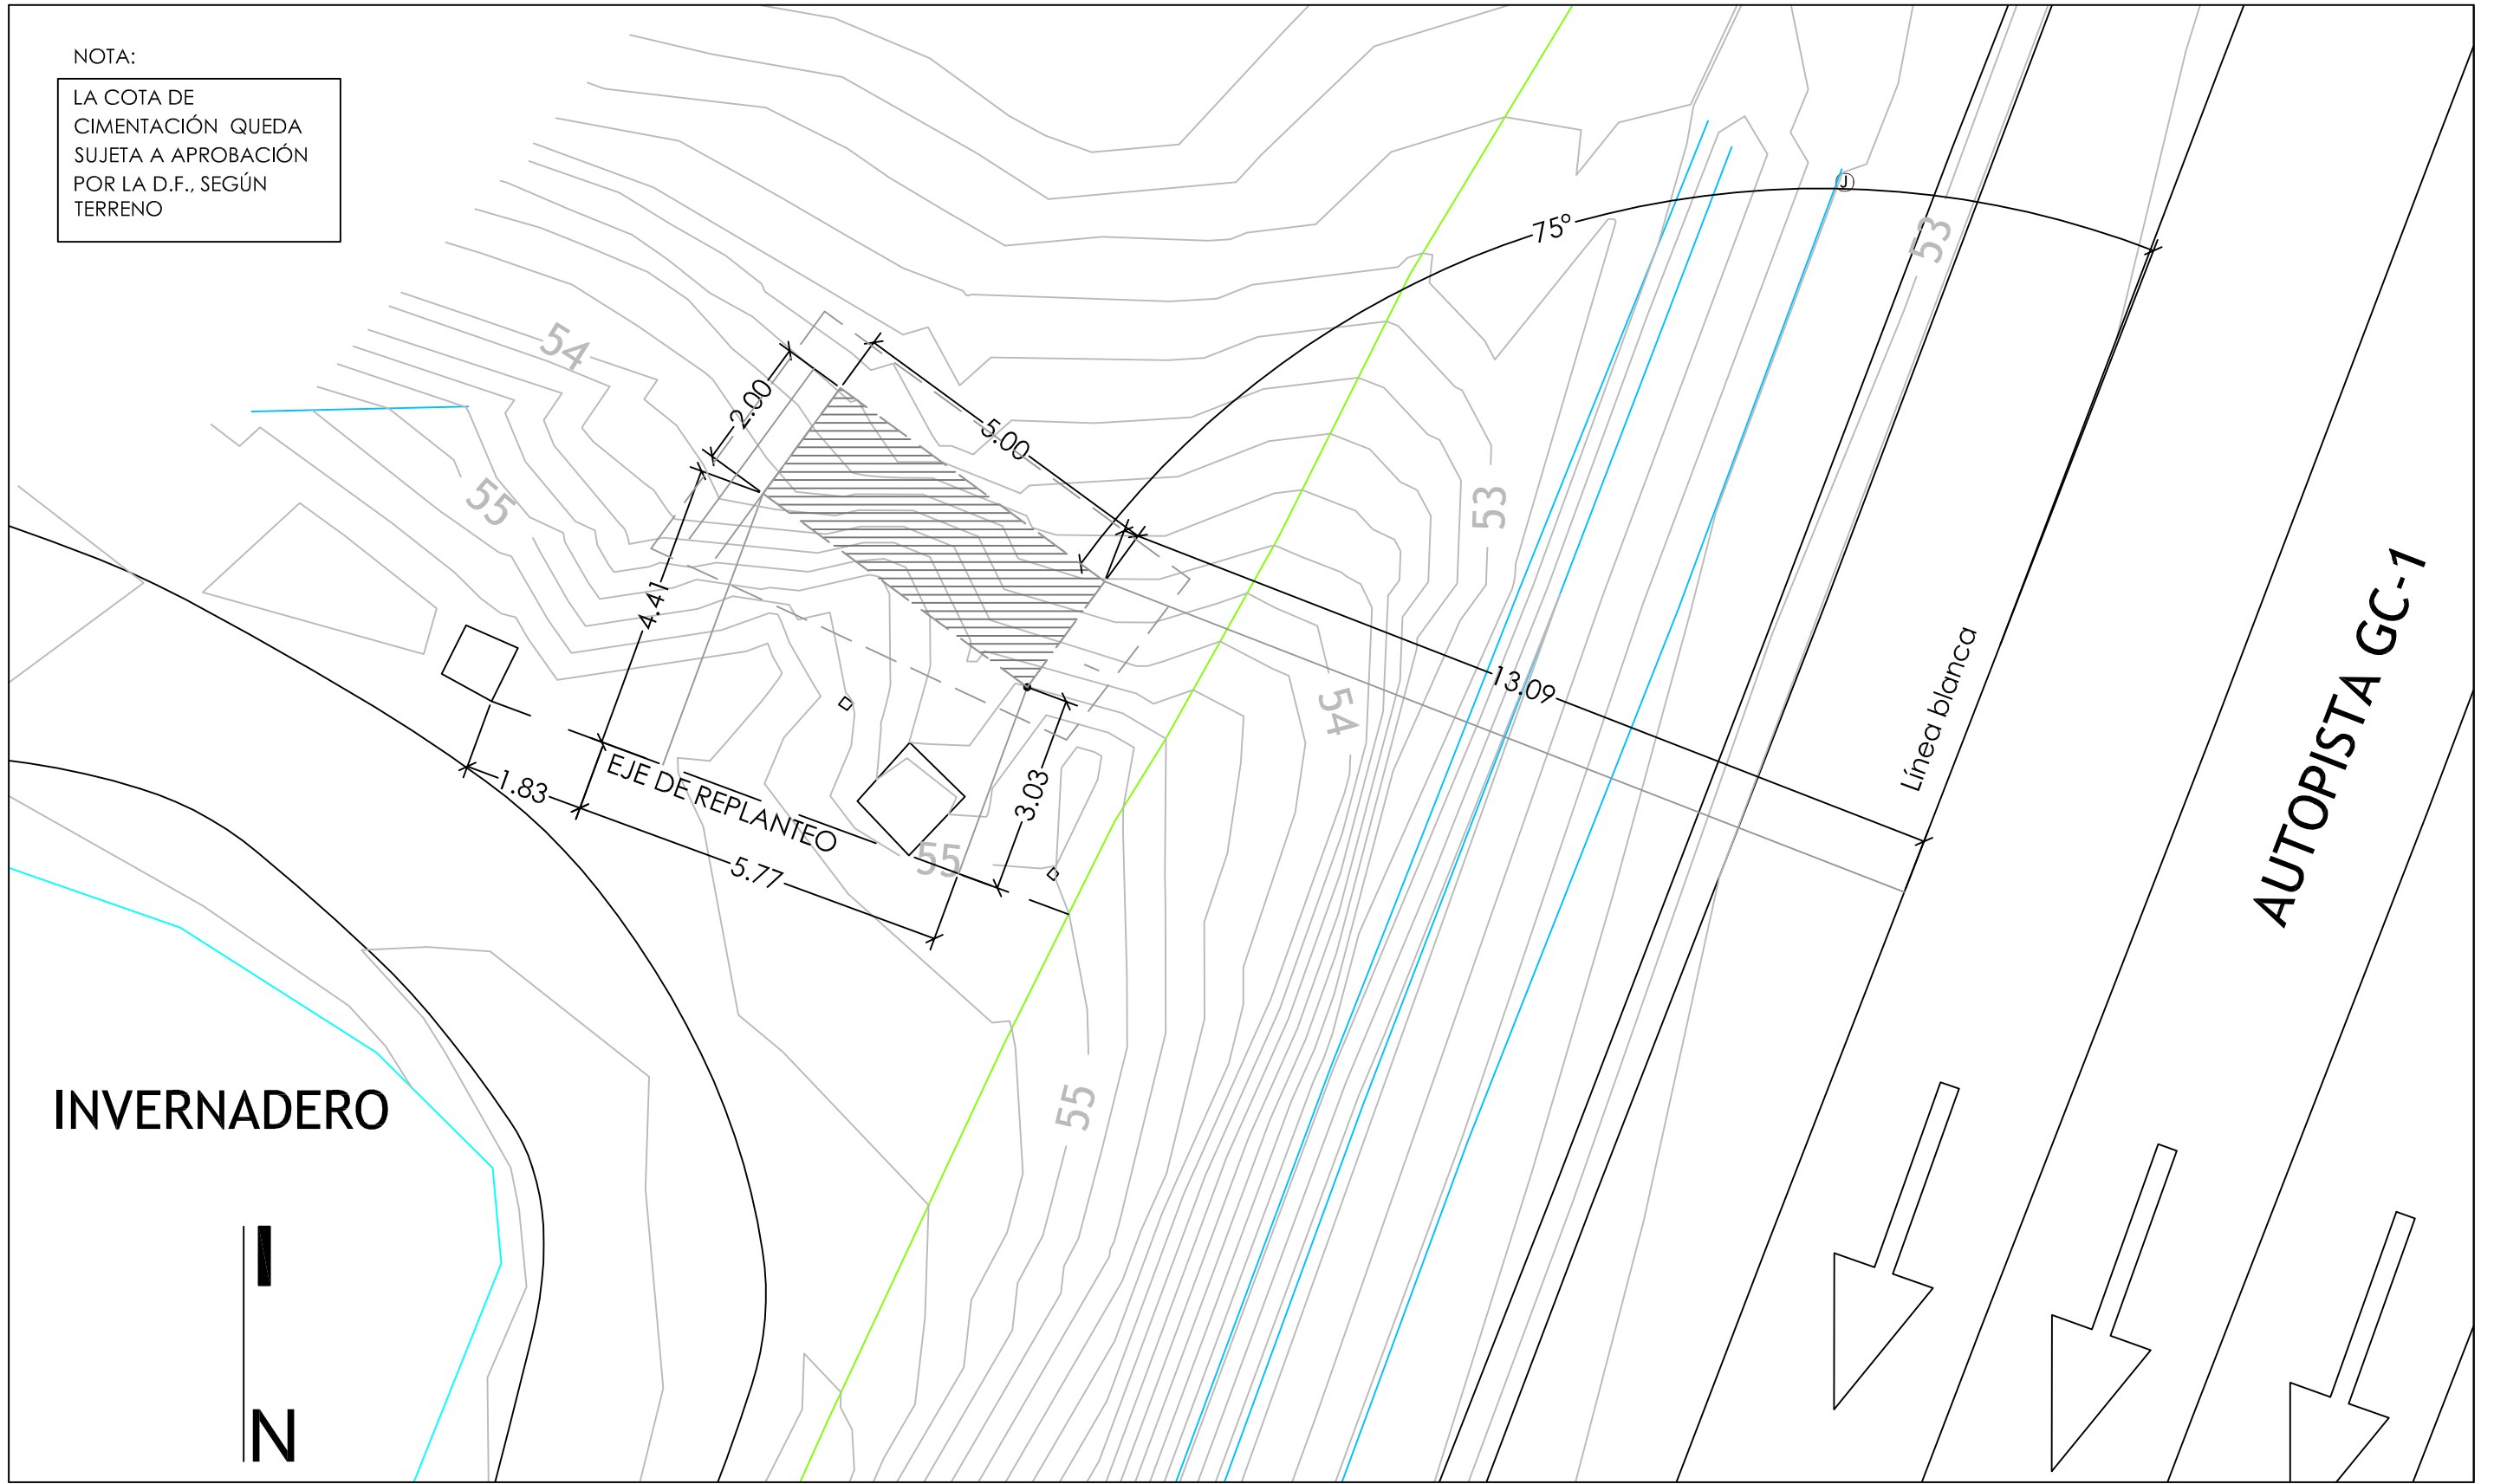 NOTA:
LA COTA DE
CIMENTACIÓN QUEDA
SUJETA A APROBACIÓN
POR LA D.F., SEGÚN
TERRENO
J
75°
53
54
2.00
5.00
55
53
4.41
54
13.09
Línea blanca
AUTOPISTA GC-1
1.83
EJE DE REPLANTEO
3.03
5.77
55
55
INVERNADERO
N